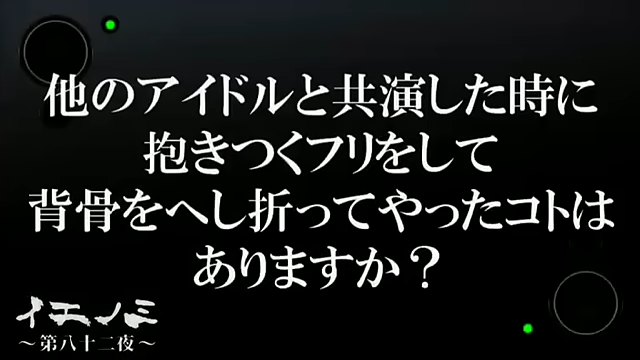 他のアイドルと共演した時に
抱きつくフリをして
背骨をへし折ってやったコトは
ありますか？
イエノミ
～第八十二夜～